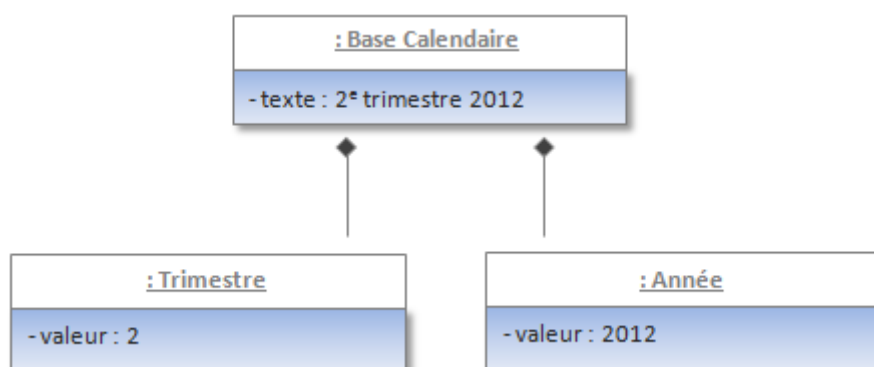 : Base Calendaire
- texte : 2ᵉ trimestre 2012
: Trimestre
- valeur : 2
: Année
- valeur : 2012